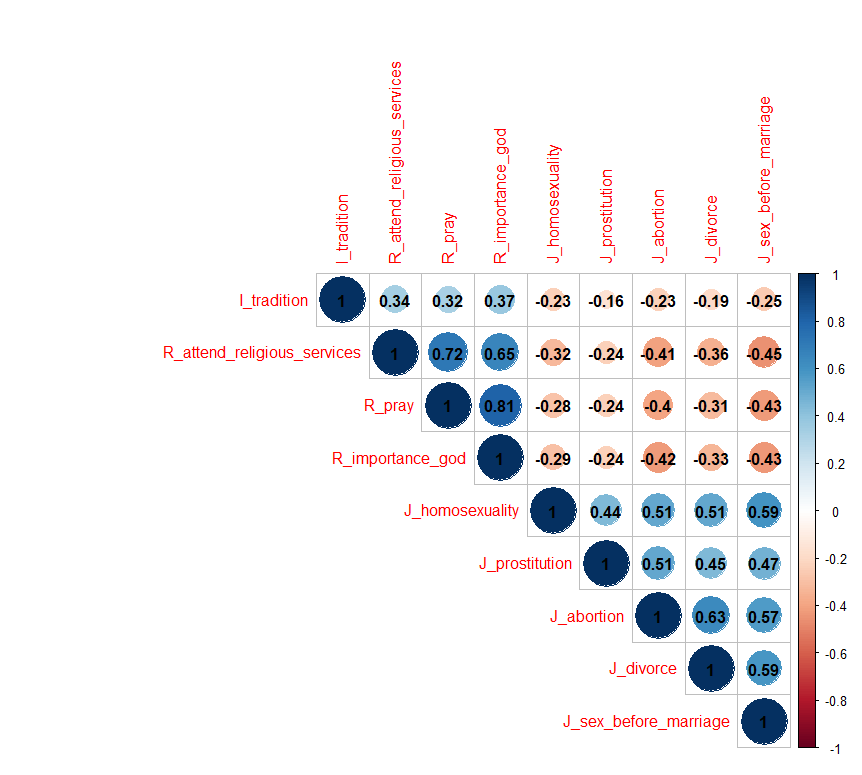 I_tradition
R_attend_religious_services
R_pray
R_importance_god
J_homosexuality
J_prostitution
J_abortion
J_divorce
J_sex_before_marriage
I_tradition 1 0.34 0.32 0.37 -0.23 -0.16 -0.23 -0.19 -0.25
R_attend_religious_services 1 0.72 0.65 -0.32 -0.24 -0.41 -0.36 -0.45
R_pray 1 0.81 -0.28 -0.24 -0.4 -0.31 -0.43
R_importance_god 1 -0.29 -0.24 -0.42 -0.33 -0.43
J_homosexuality 1 0.44 0.51 0.51 0.59
J_prostitution 1 0.51 0.45 0.47
J_abortion 1 0.63 0.57
J_divorce 1 0.59
J_sex_before_marriage 1
1
0.8
0.6
0.4
0.2
0
-0.2
-0.4
-0.6
-0.8
-1